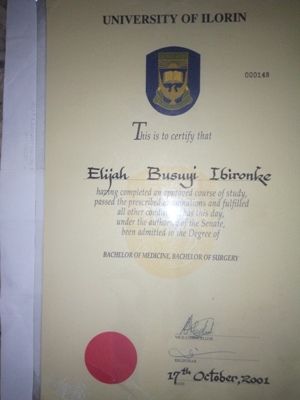 UNIVERSITY OF ILORIN
000148
This is to certify that
Elijah Busuyi Ibironke
having completed an approved course of study,
passed the prescribed examinations and fulfilled
all other conditions has this day,
under the authority of the Senate,
been admitted in the Degree of
BACHELOR OF MEDICINE, BACHELOR OF SURGERY
VICE-CHANCELLOR
REGISTRAR
17th October, 2001